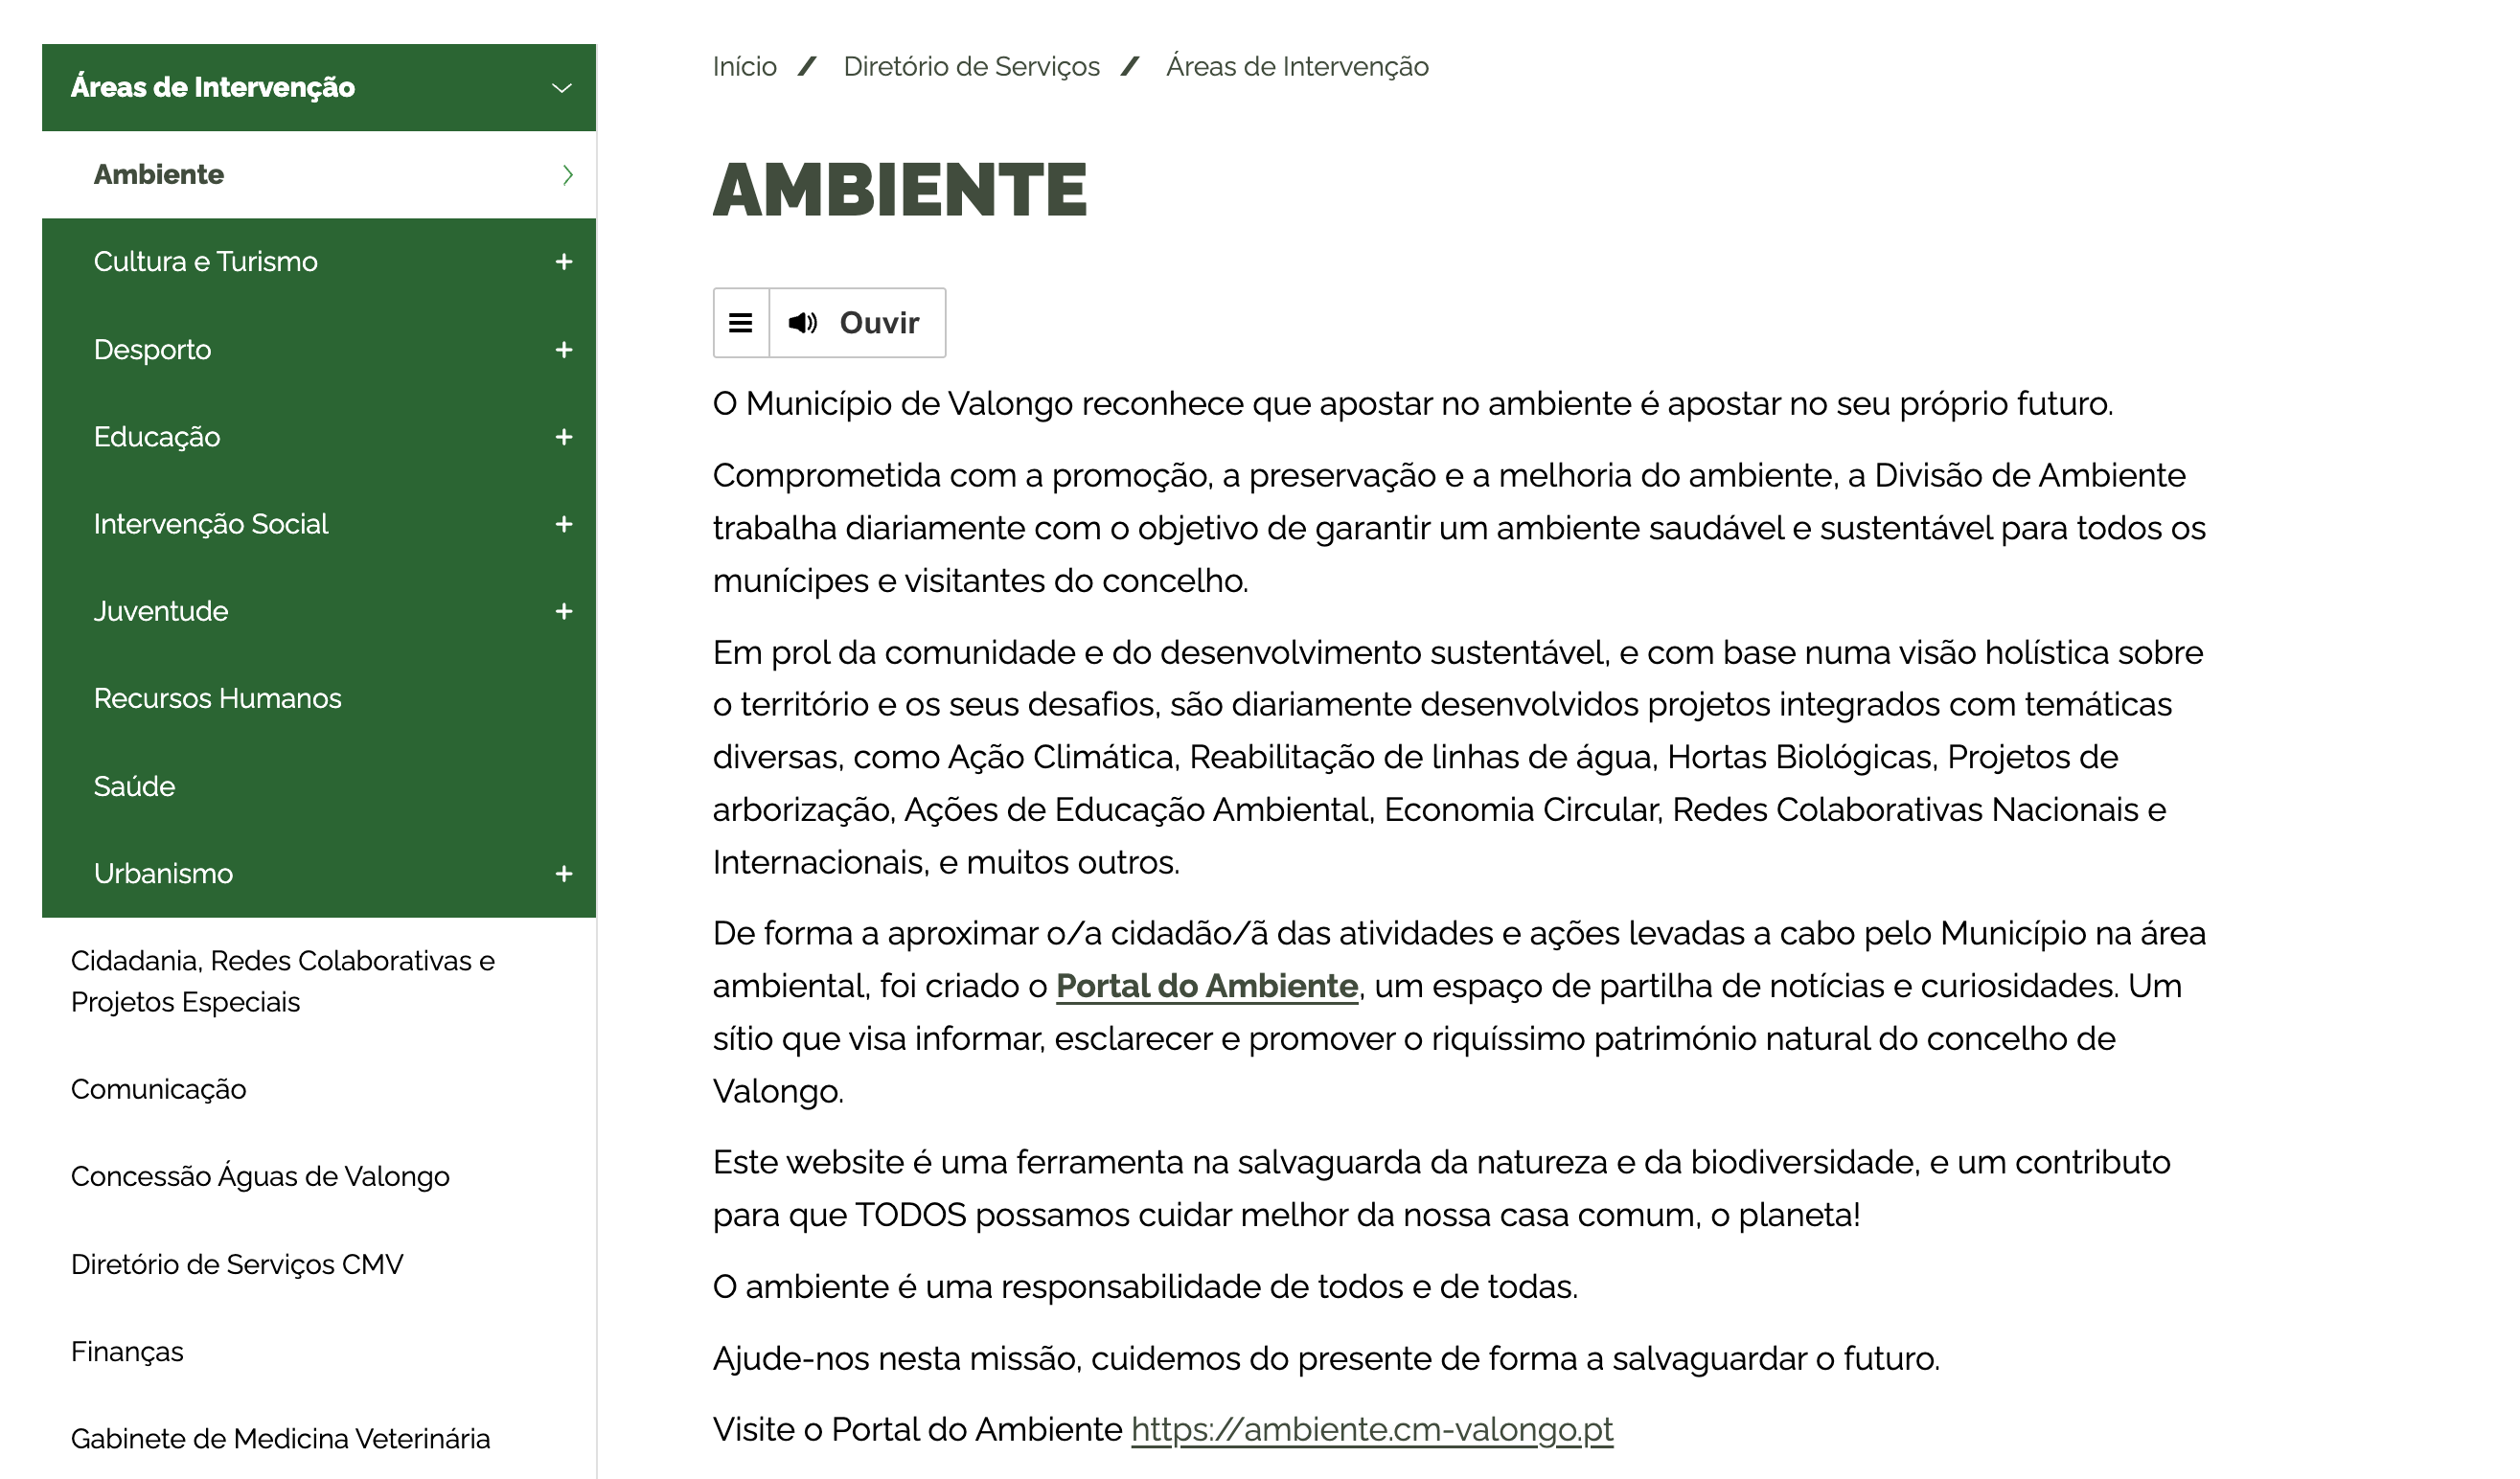 Áreas de Intervenção
Ambiente
Cultura e Turismo
Desporto
Educação
Intervenção Social
Juventude
Recursos Humanos
Saúde
Urbanismo
Cidadania, Redes Colaborativas e
Projetos Especiais
Comunicação
Concessão Águas de Valongo
Diretório de Serviços CMV
Finanças
Gabinete de Medicina Veterinária
Início / Diretório de Serviços / Áreas de Intervenção
AMBIENTE
Ouvir
O Município de Valongo reconhece que apostar no ambiente é apostar no seu próprio futuro.
Comprometida com a promoção, a preservação e a melhoria do ambiente, a Divisão de Ambiente
trabalha diariamente com o objetivo de garantir um ambiente saudável e sustentável para todos os
munícipes e visitantes do concelho.
Em prol da comunidade e do desenvolvimento sustentável, e com base numa visão holística sobre
o território e os seus desafios, são diariamente desenvolvidos projetos integrados com temáticas
diversas, como Ação Climática, Reabilitação de linhas de água, Hortas Biológicas, Projetos de
arborização, Ações de Educação Ambiental, Economia Circular, Redes Colaborativas Nacionais e
Internacionais, e muitos outros.
De forma a aproximar o/a cidadão/ã das atividades e ações levadas a cabo pelo Município na área
ambiental, foi criado o Portal do Ambiente, um espaço de partilha de notícias e curiosidades. Um
sítio que visa informar, esclarecer e promover o riquíssimo património natural do concelho de
Valongo.
Este website é uma ferramenta na salvaguarda da natureza e da biodiversidade, e um contributo
para que TODOS possamos cuidar melhor da nossa casa comum, o planeta!
O ambiente é uma responsabilidade de todos e de todas.
Ajude-nos nesta missão, cuidemos do presente de forma a salvaguardar o futuro.
Visite o Portal do Ambiente https://ambiente.cm-valongo.pt